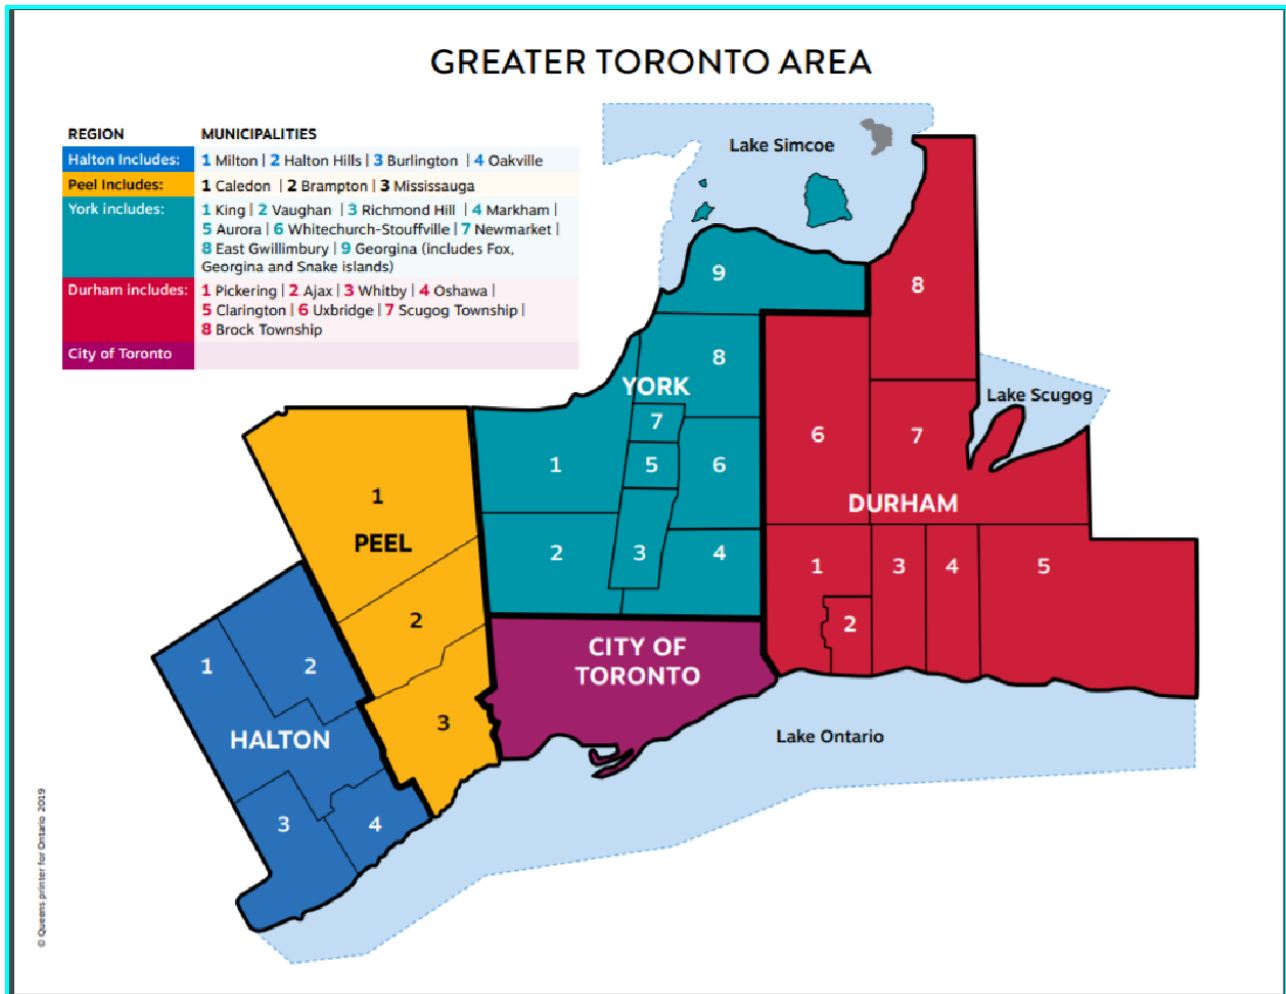 GREATER TORONTO AREA
REGION MUNICIPALITIES
Halton Includes: 1 Milton | 2 Halton Hills | 3 Burlington | 4 Oakville
Peel Includes: 1 Caledon | 2 Brampton | 3 Mississauga
York includes: 1 King | 2 Vaughan | 3 Richmond Hill | 4 Markham |
5 Aurora | 6 Whitechurch-Stouffville | 7 Newmarket |
8 East Gwillimbury | 9 Georgina (includes Fox,
Georgina and Snake islands)
Durham includes: 1 Pickering | 2 Ajax | 3 Whitby | 4 Oshawa |
5 Clarington | 6 Uxbridge | 7 Scugog Township |
8 Brock Township
City of Toronto
Lake Simcoe
9
8
8
YORK
Lake Scugog
7
6
7
1
5
6
1
DURHAM
PEEL
2
3
4
1
3
4
5
2
2
CITY OF
TORONTO
1
2
3
HALTON
Lake Ontario
3
4
© Queens printer for Ontario 2019